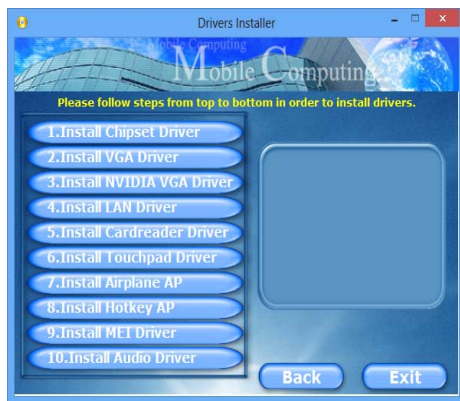 Drivers Installer
Mobile Computing
Mobile Computing
Please follow steps from top to bottom in order to install drivers.
1.Install Chipset Driver
2.Install VGA Driver
3.Install NVIDIA VGA Driver
4.Install LAN Driver
5.Install Cardreader Driver
6.Install Touchpad Driver
7.Install Airplane AP
8.Install Hotkey AP
9.Install MEI Driver
10.Install Audio Driver
Back
Exit